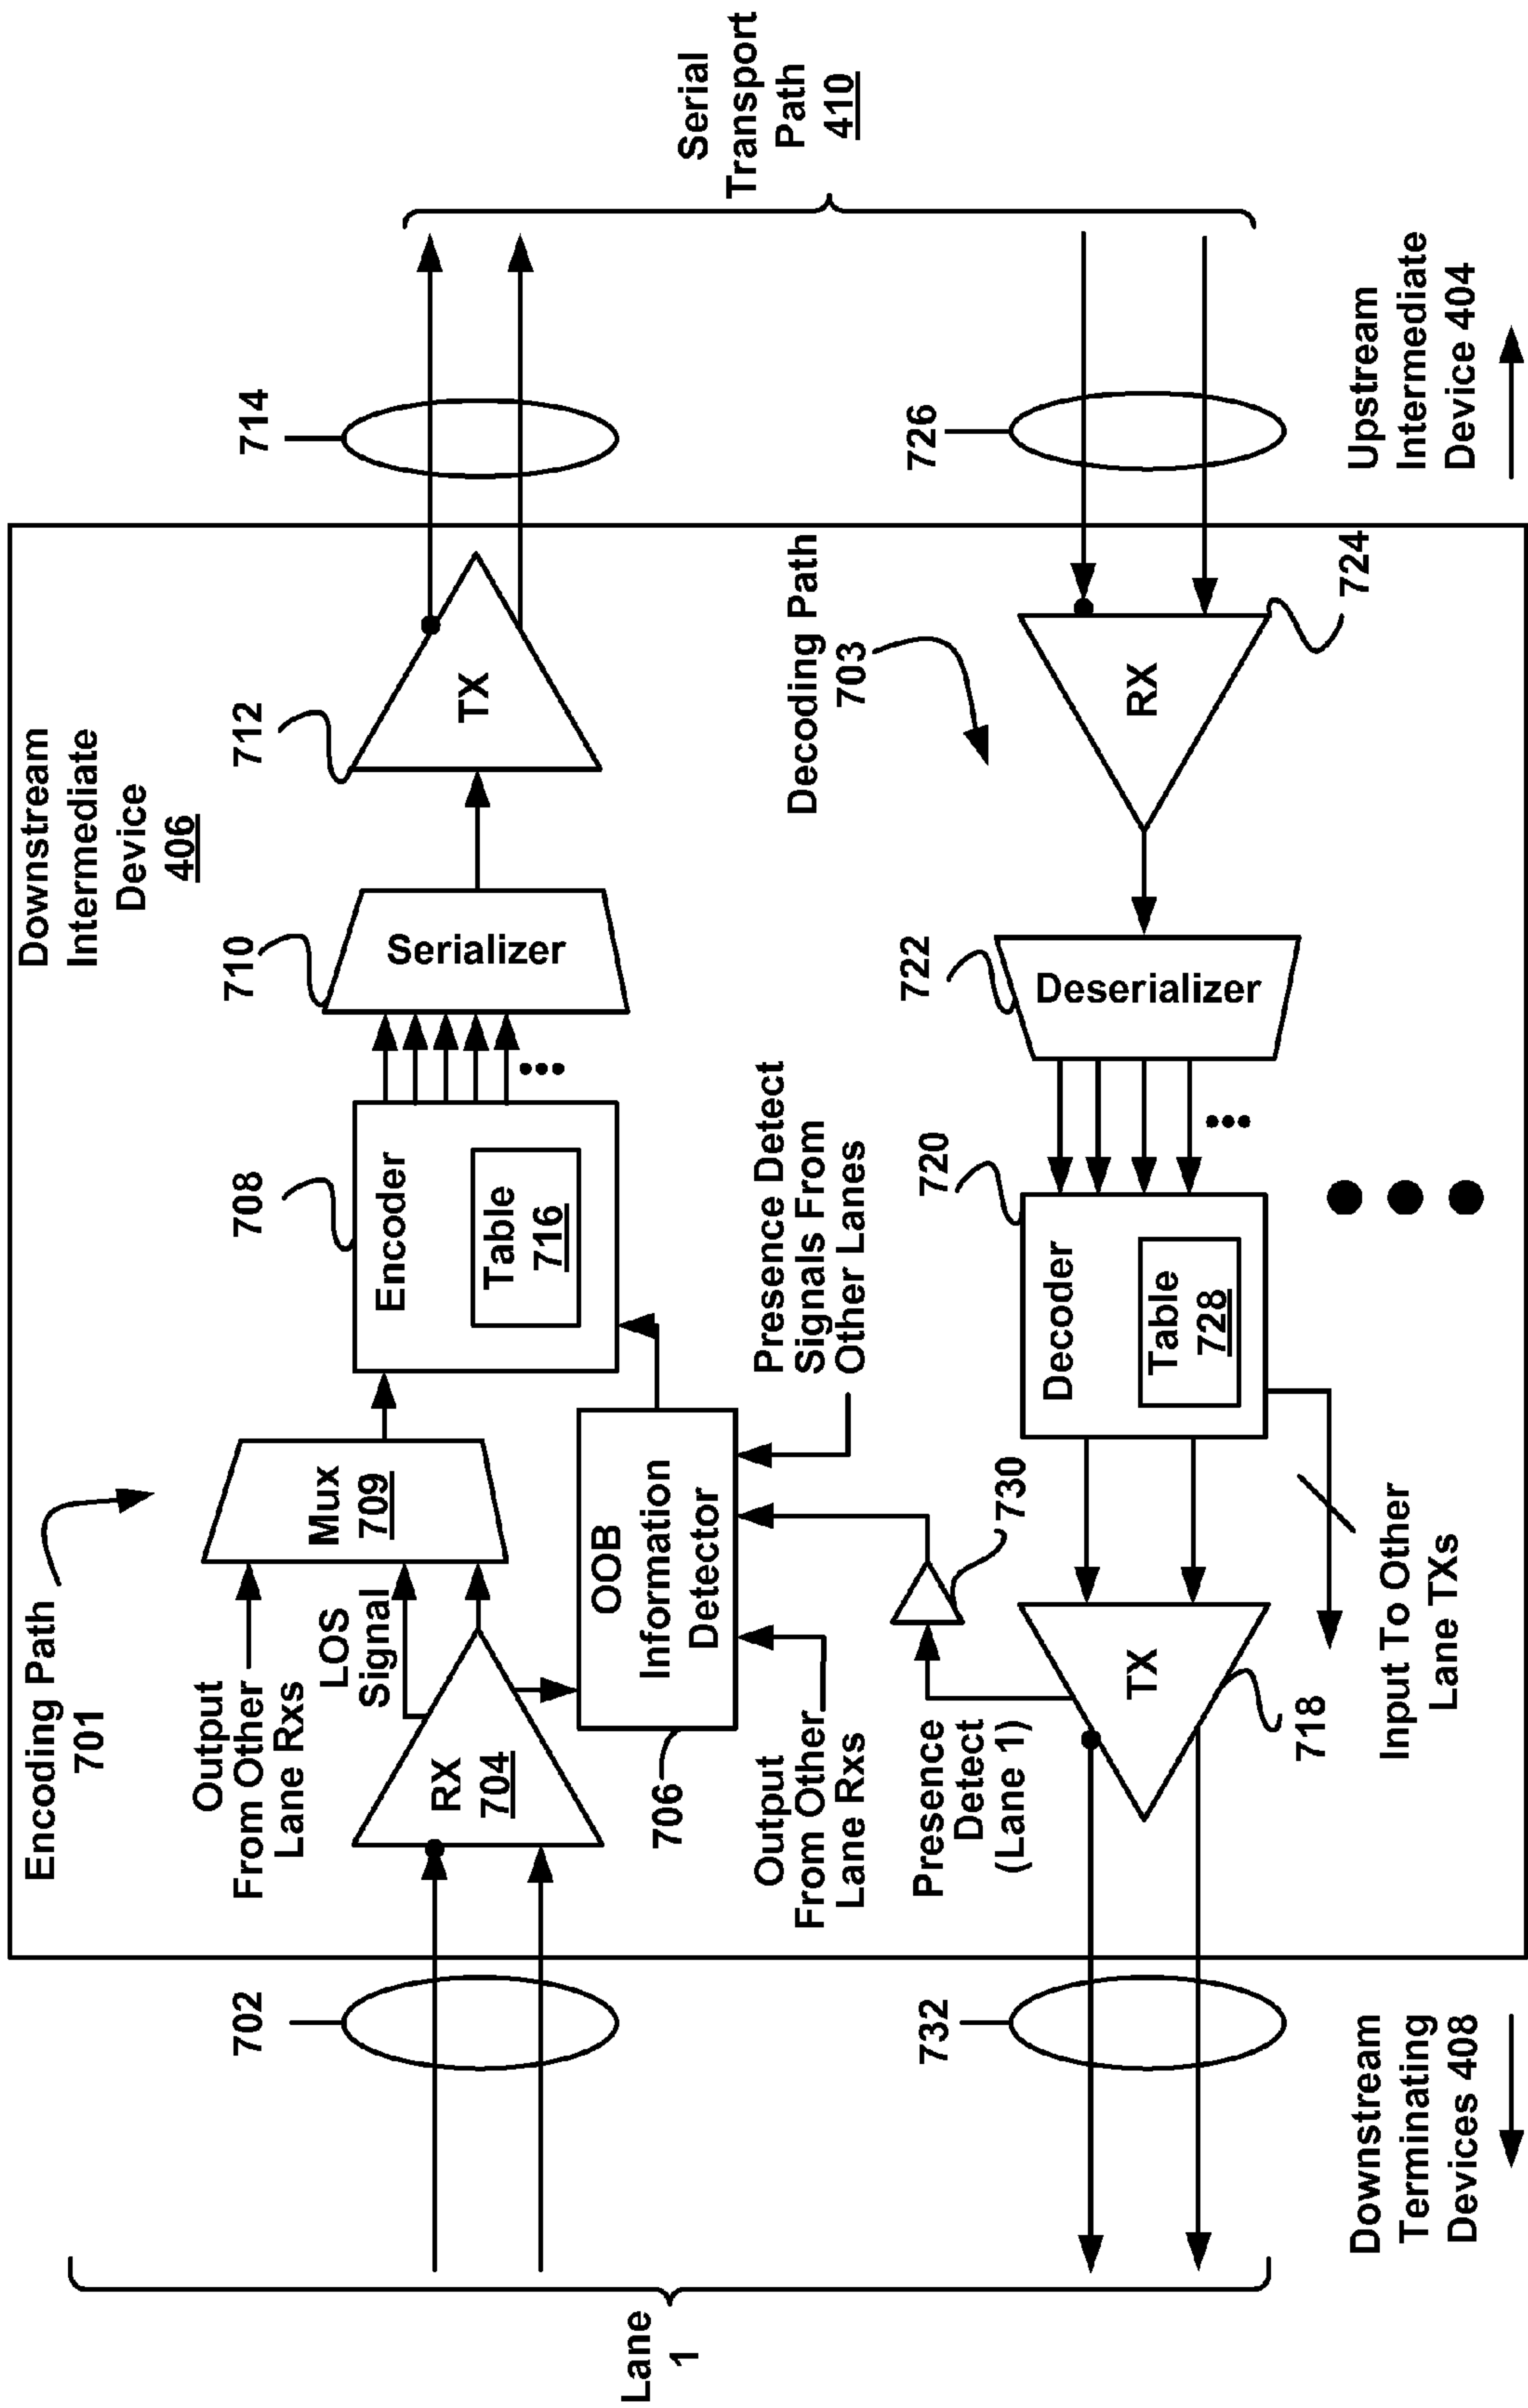 Downstream
Intermediate
Device
406
Encoding Path
701
Output
From Other
Lane Rxs
LOS
Signal
Mux
709
708
Encoder
Table
716
710
Serializer
712
TX
714
Serial
Transport
Path
410
Lane
1
702
RX
704
706
OOB
Information
Detector
Output
From Other
Lane Rxs
Presence Detect
Signals From
Other Lanes
Presence
Detect
(Lane 1)
730
732
TX
718
Input To Other
Lane TXs
720
Decoder
Table
728
722
Deserializer
Decoding Path
703
RX
724
726
Downstream
Terminating
Devices 408
Upstream
Intermediate
Device 404